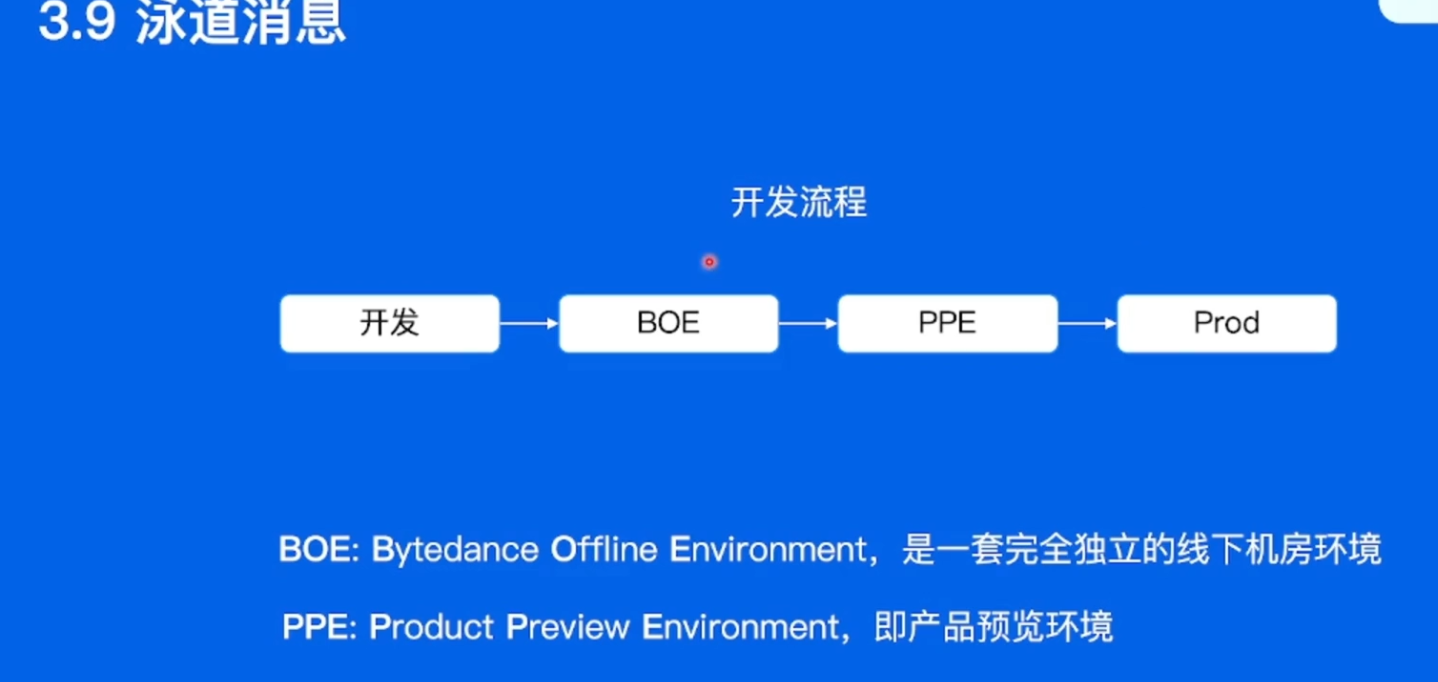 3.9 泳道消息
开发流程
开发
BOE
PPE
Prod
BOE: Bytedance Offline Environment，是一套完全独立的线下机房环境
PPE: Product Preview Environment，即产品预览环境